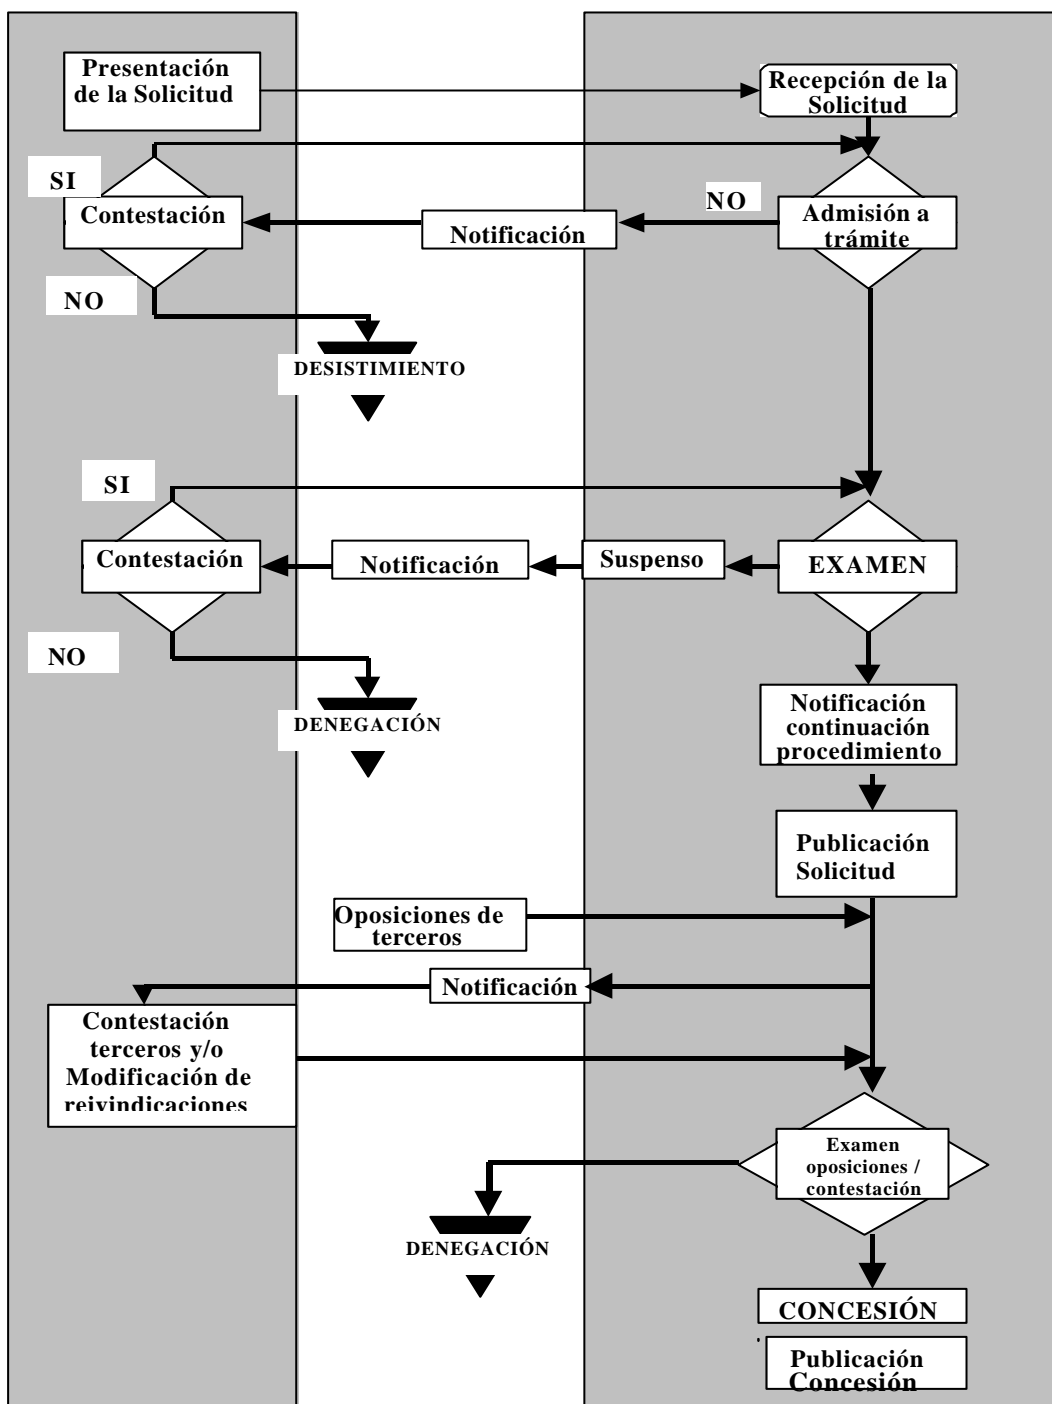 Presentación
de la Solicitud
Recepción de la
Solicitud
SI
Contestación
Notificación
NO
Admisión a
trámite
NO
DESISTIMIENTO
SI
Contestación
Notificación
Suspenso
EXAMEN
NO
DENEGACIÓN
Notificación
continuación
procedimiento
Publicación
Solicitud
Oposiciones de
terceros
Notificación
Contestación
terceros y/o
Modificación de
reivindicaciones
Examen
oposiciones /
contestación
DENEGACIÓN
CONCESIÓN
Publicación
Concesión